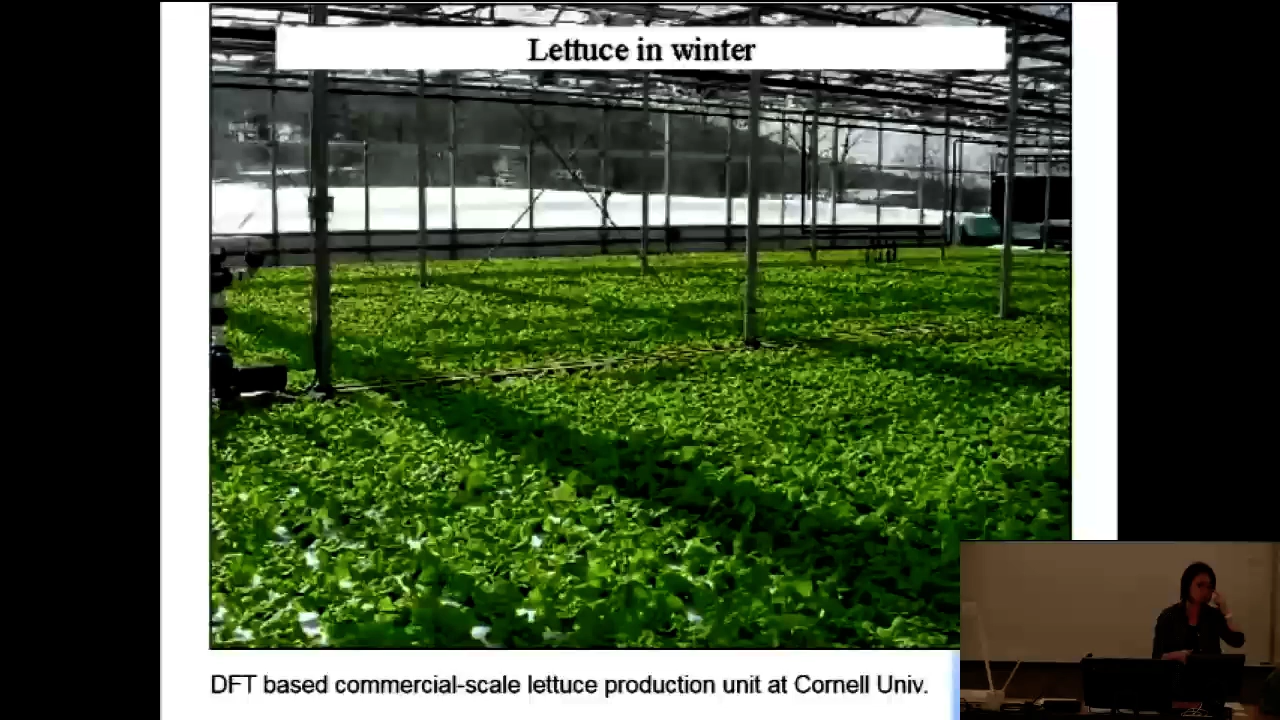 Lettuce in winter
DFT based commercial-scale lettuce production unit at Cornell Univ.